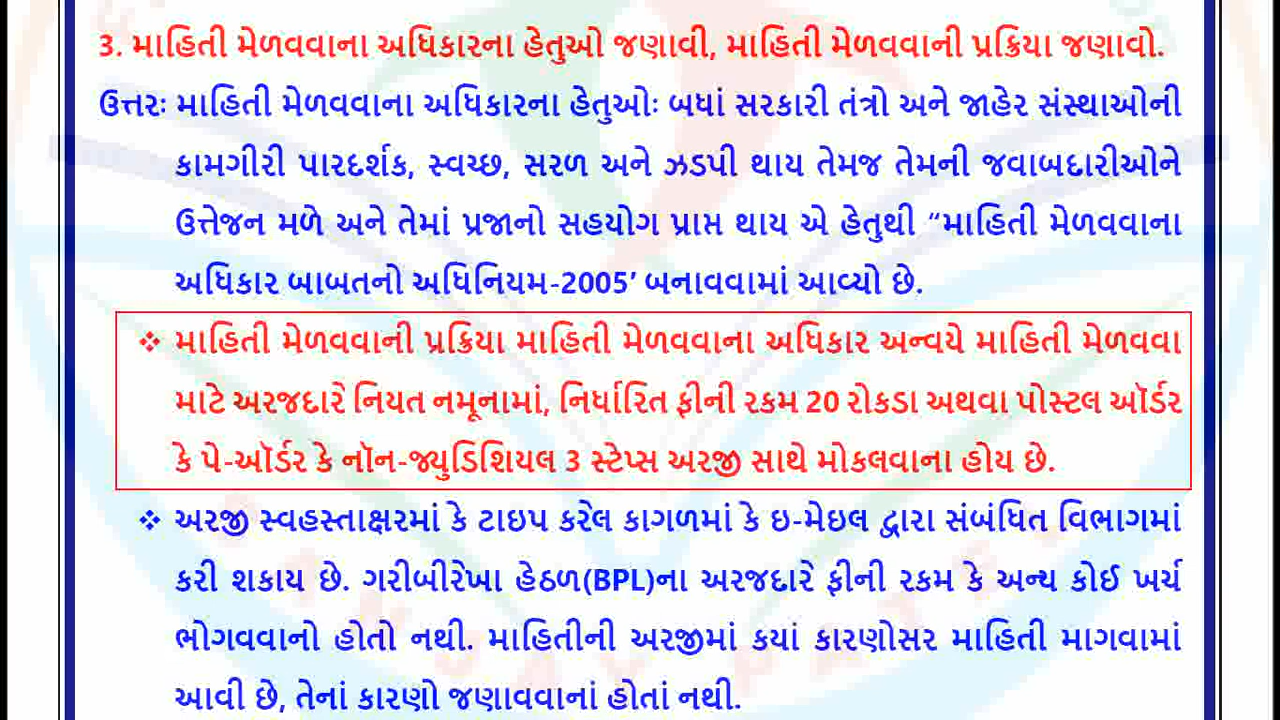 3. માહિતી મેળવવાના અધિકારના હેતુઓ જણાવી, માહિતી મેળવવાની પ્રક્રિયા જણાવો.
ઉત્તરઃ માહિતી મેળવવાના અધિકારના હેતુઓઃ બધાં સરકારી તંત્રો અને જાહેર સંસ્થાઓની
કામગીરી પારદર્શક, સ્વચ્છ, સરળ અને ઝડપી થાય તેમજ તેમની જવાબદારીઓને
ઉત્તેજન મળે અને તેમાં પ્રજાનો સહયોગ પ્રાપ્ત થાય એ હેતુથી “માહિતી મેળવવાના
અધિકાર બાબતનો અધિનિયમ-2005’ બનાવવામાં આવ્યો છે.
❖ માહિતી મેળવવાની પ્રક્રિયા માહિતી મેળવવાના અધિકાર અન્વયે માહિતી મેળવવા
માટે અરજદારે નિયત નમૂનામાં, નિર્ધારિત ફીની રકમ 20 રોકડા અથવા પોસ્ટલ ઑર્ડર
કે પે-ઑર્ડર કે નૉન-જ્યુડિશિયલ 3 સ્ટેપ્સ અરજી સાથે મોકલવાના હોય છે.
❖ અરજી સ્વહસ્તાક્ષરમાં કે ટાઇપ કરેલ કાગળમાં કે ઇ-મેઇલ દ્વારા સંબંધિત વિભાગમાં
કરી શકાય છે. ગરીબીરેખા હેઠળ(BPL)ના અરજદારે ફીની રકમ કે અન્ય કોઈ ખર્ચ
ભોગવવાનો હોતો નથી. માહિતીની અરજીમાં કયાં કારણોસર માહિતી માગવામાં
આવી છે, તેનાં કારણો જણાવવાનાં હોતાં નથી.